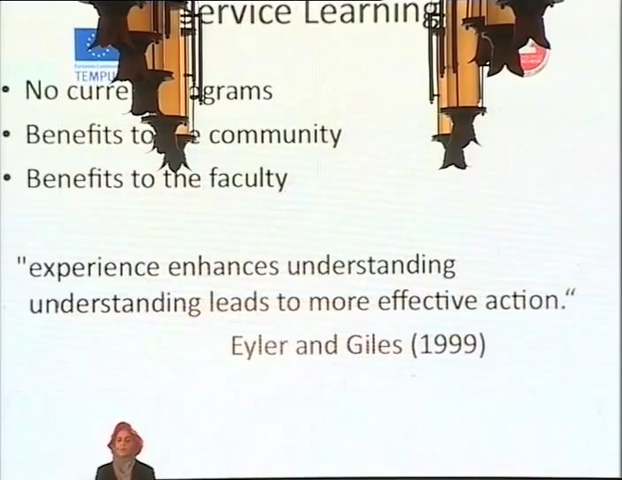 Service Learning
TEMPU
• No curre grams
• Benefits to e community
• Benefits to the faculty
"experience enhances understanding
understanding leads to more effective action.“
Eyler and Giles (1999)